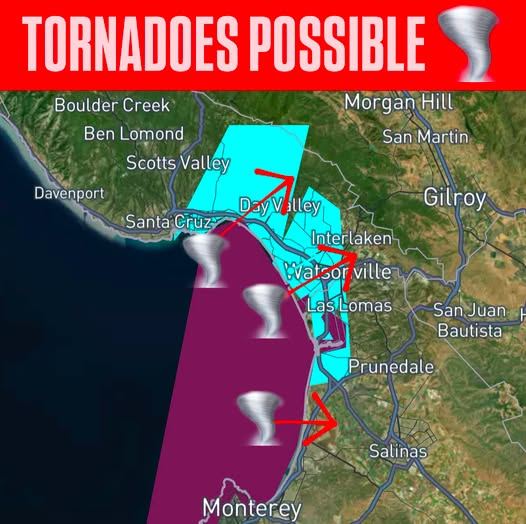 TORNADOES POSSIBLE
Boulder Creek
Morgan Hill
Ben Lomond
San Martin
Scotts Valley
Davenport
Gilroy
Day Valley
Santa Cruz
Interlaken
Watsonville
Las Lomas
San Juan
Bautista
H
Prunedale
Salinas
Monterey